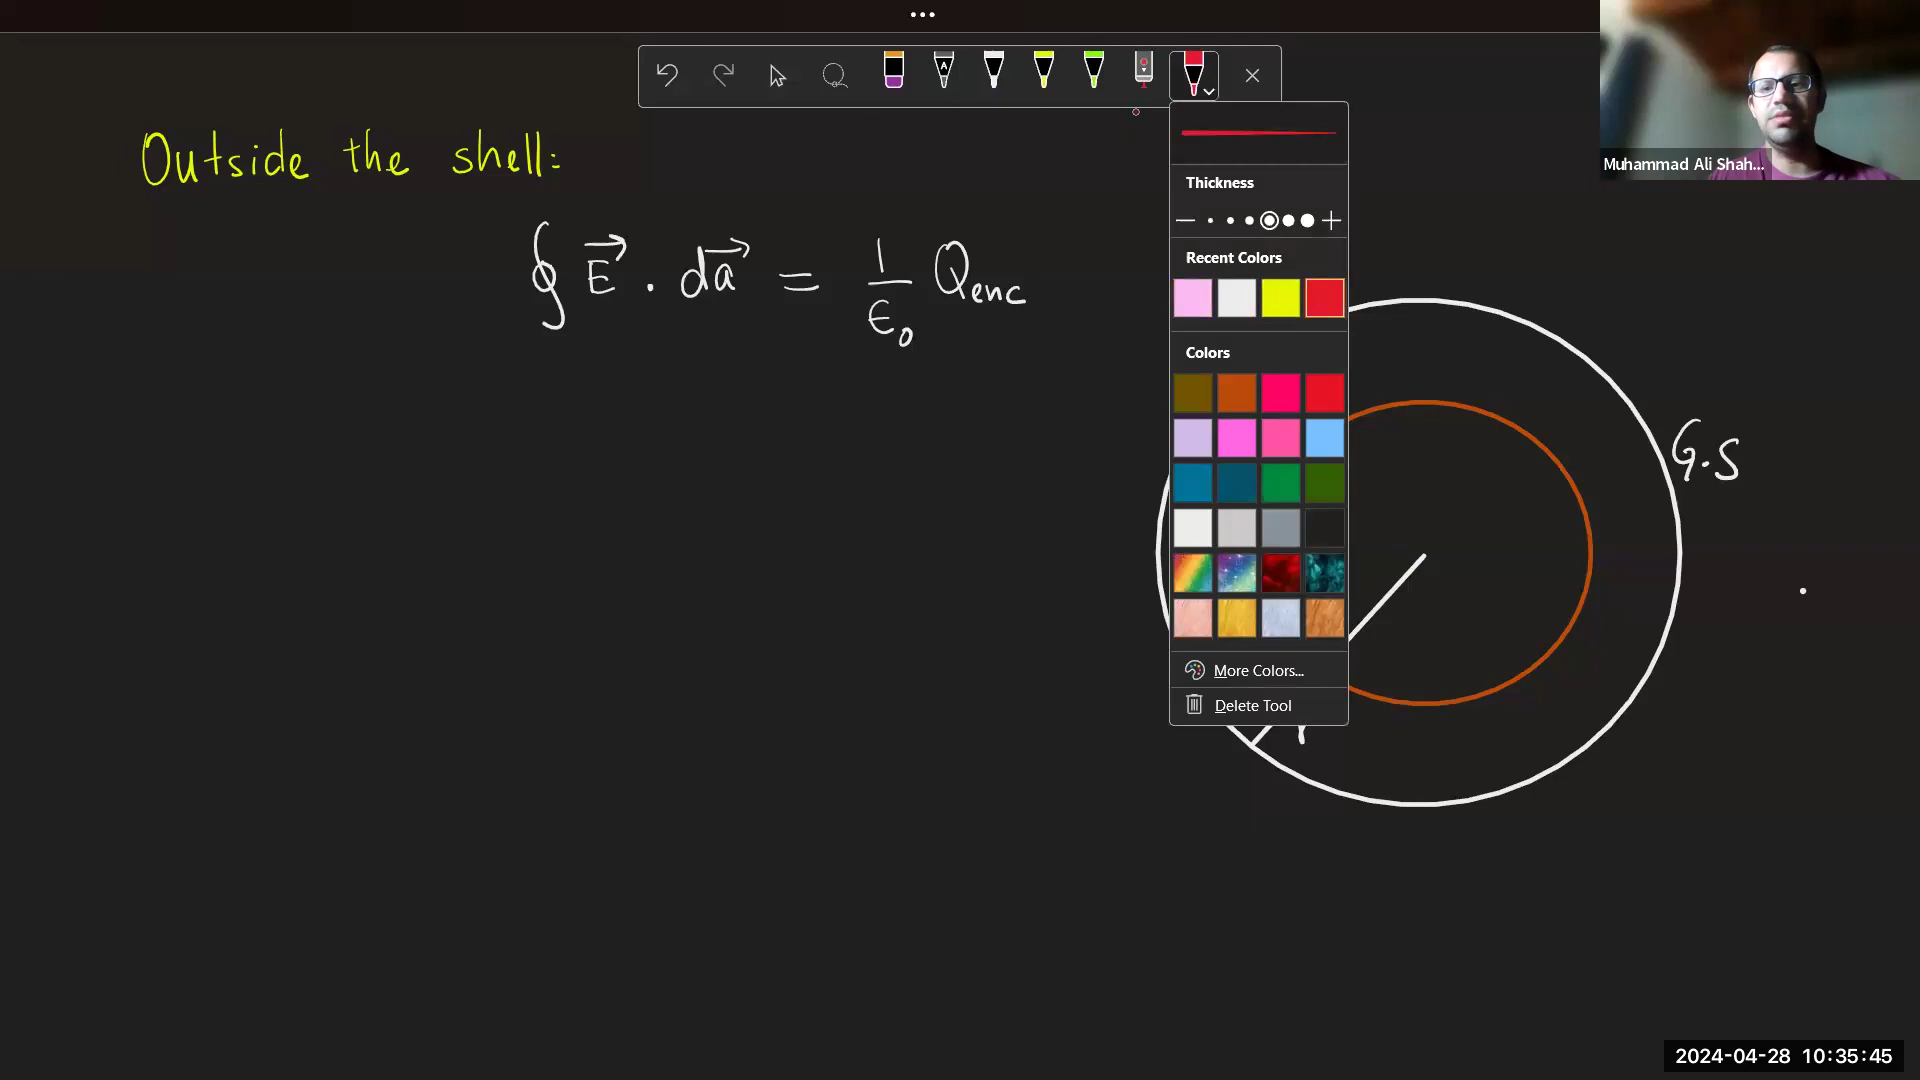 Outside the shell:
∮ E⃗ . da⃗ = 1/ϵ₀ Qenc
Thickness
Recent Colors
Colors
More Colors...
Delete Tool
G.S
Muhammad Ali Shah...
2024-04-28 10:35:45